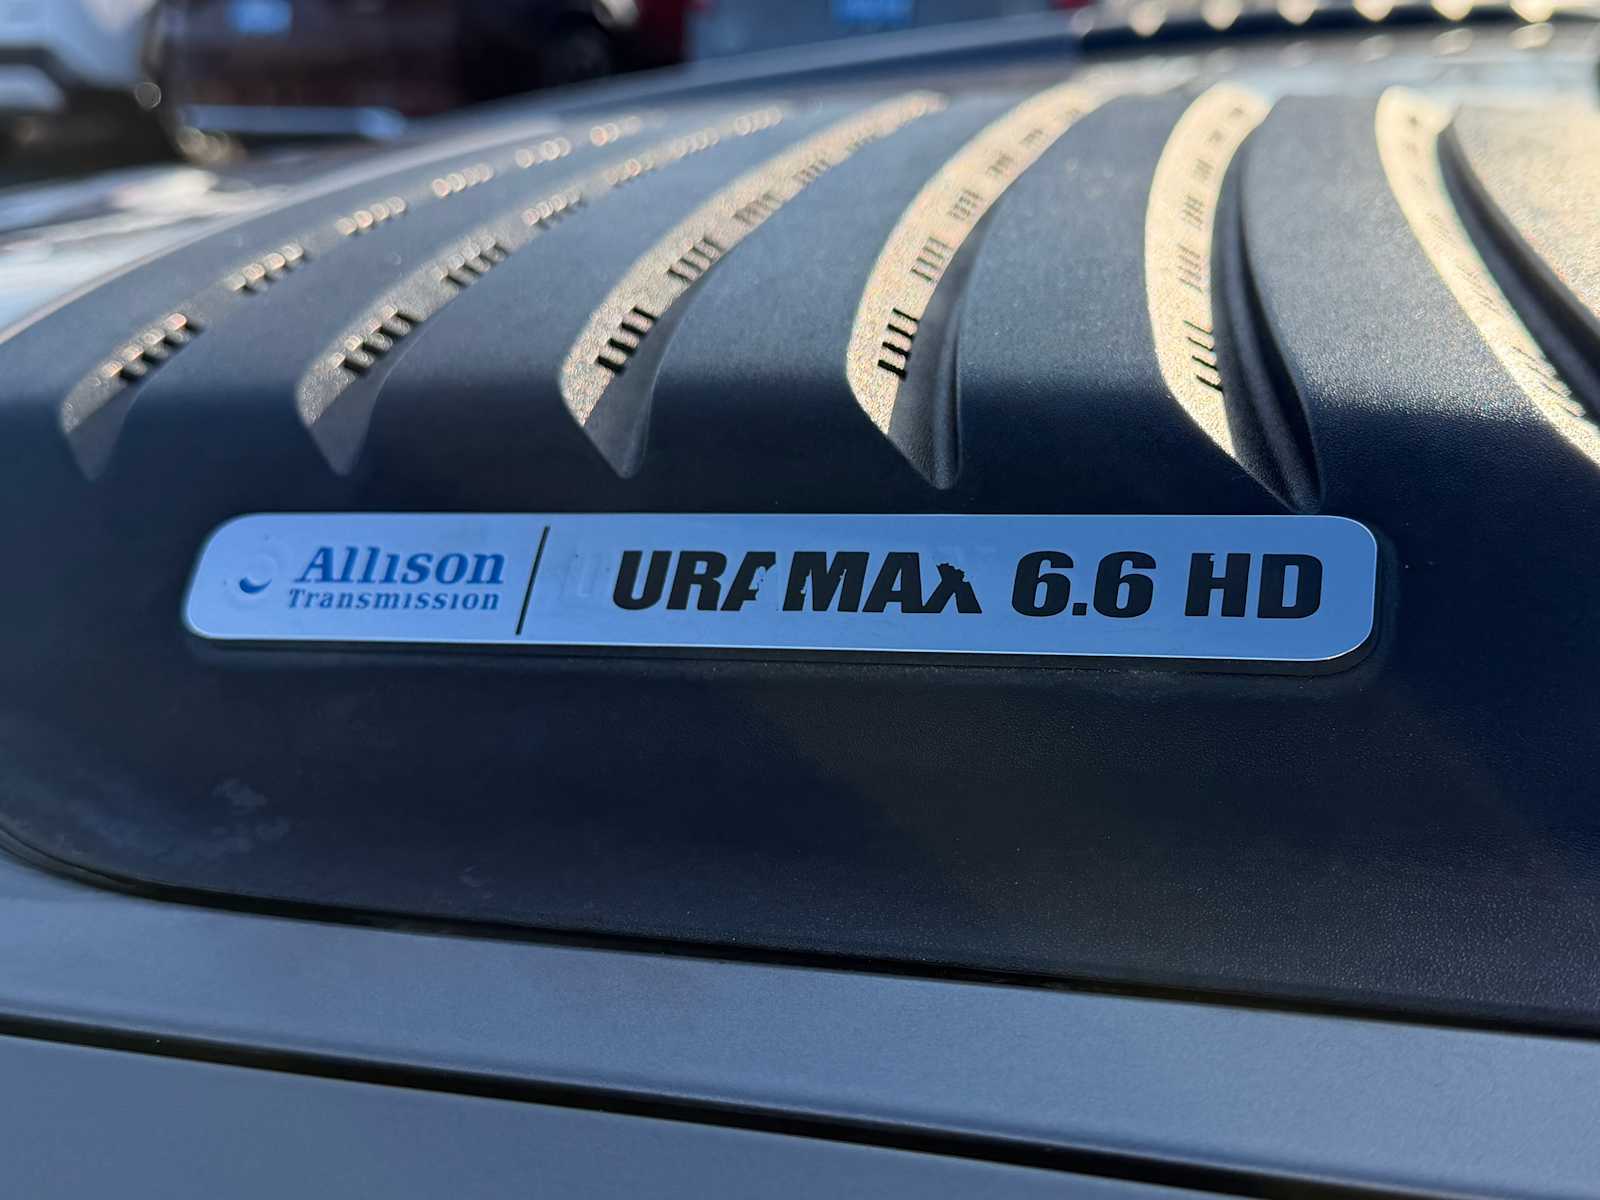 Allison
Transmission
URAMAX 6.6 HD